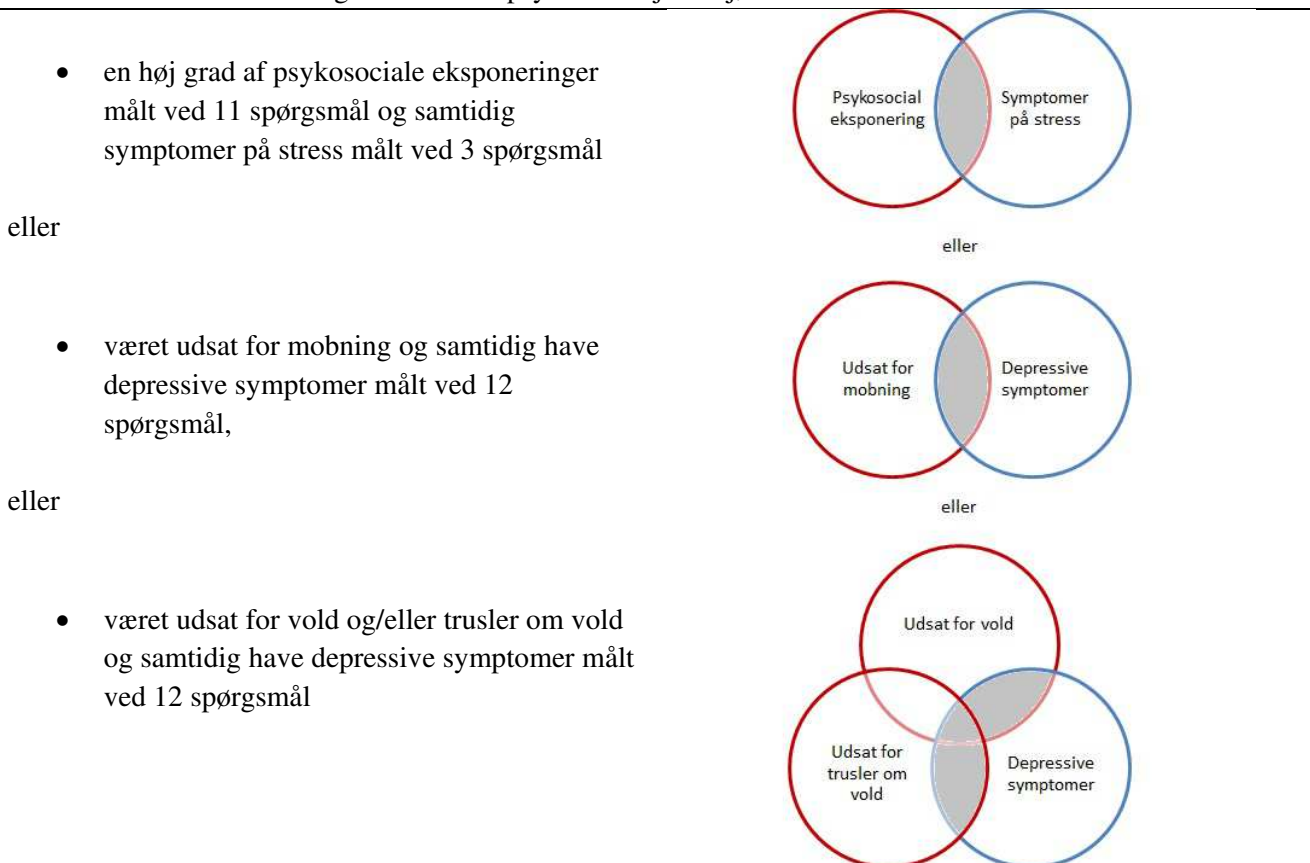 • en høj grad af psykosociale eksponeringer
målt ved 11 spørgsmål og samtidig
symptomer på stress målt ved 3 spørgsmål
Psykosocial
eksponering
Symptomer
på stress
eller
eller
• været udsat for mobning og samtidig have
depressive symptomer målt ved 12
spørgsmål,
Udsat for
mobning
Depressive
symptomer
eller
eller
• været udsat for vold og/eller trusler om vold
og samtidig have depressive symptomer målt
ved 12 spørgsmål
Udsat for vold
Udsat for
trusler om
vold
Depressive
symptomer